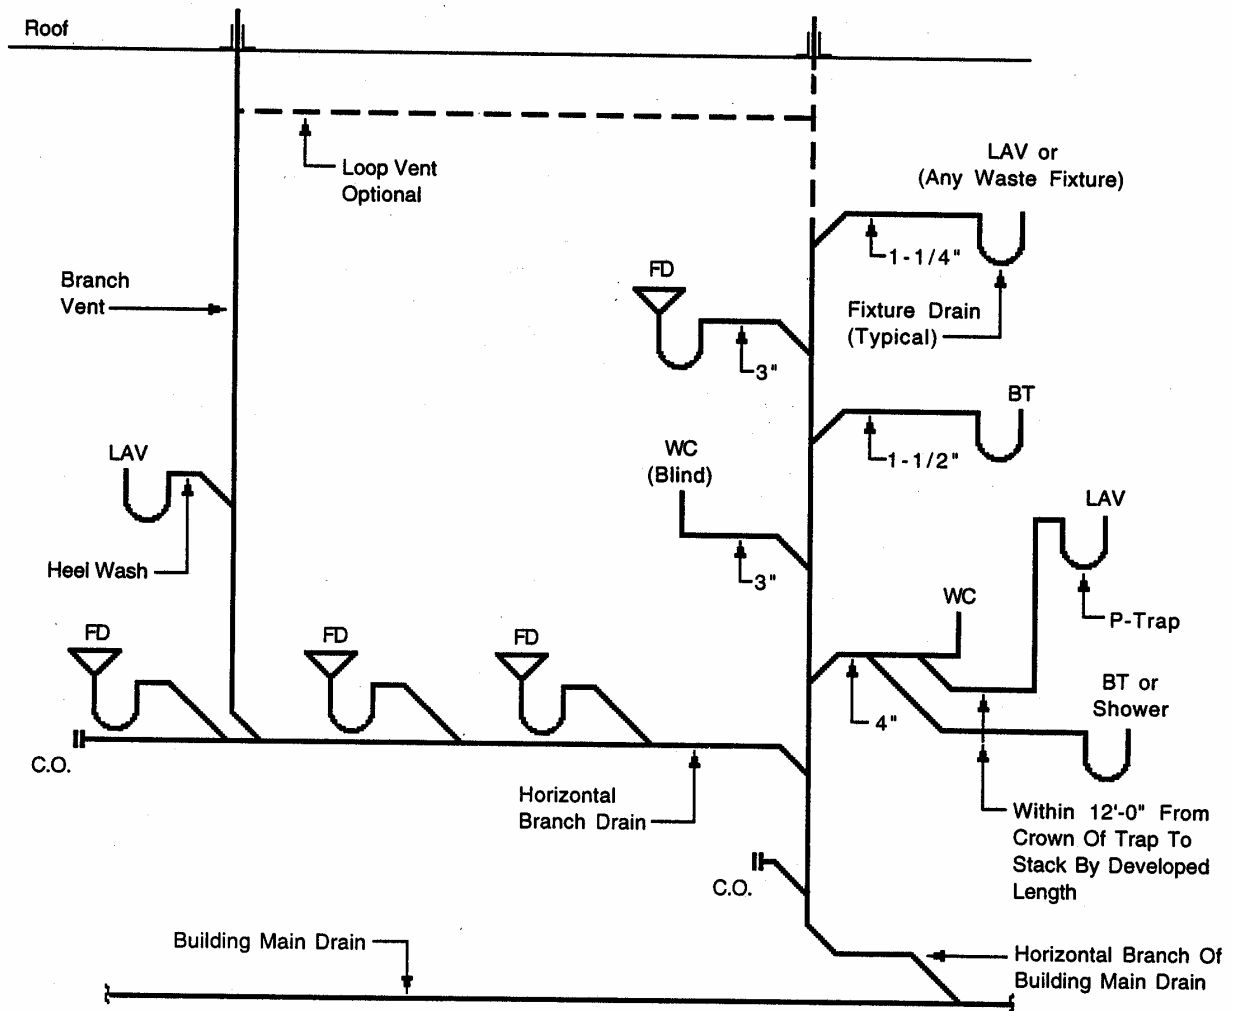 Roof
Loop Vent
Optional
LAV or
(Any Waste Fixture)
1-1/4"
Branch
Vent
FD
Fixture Drain
(Typical)
3"
BT
1-1/2"
LAV
WC
(Blind)
LAV
Heel Wash
3"
WC
P-Trap
FD
FD
FD
BT or
Shower
4"
C.O.
Horizontal
Branch Drain
Within 12'-0" From
Crown Of Trap To
Stack By Developed
Length
C.O.
Building Main Drain
Horizontal Branch Of
Building Main Drain